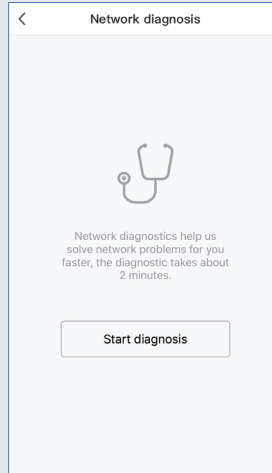 Network diagnosis
Network diagnostics help us
solve network problems for you
faster, the diagnostic takes about
2 minutes.
Start diagnosis